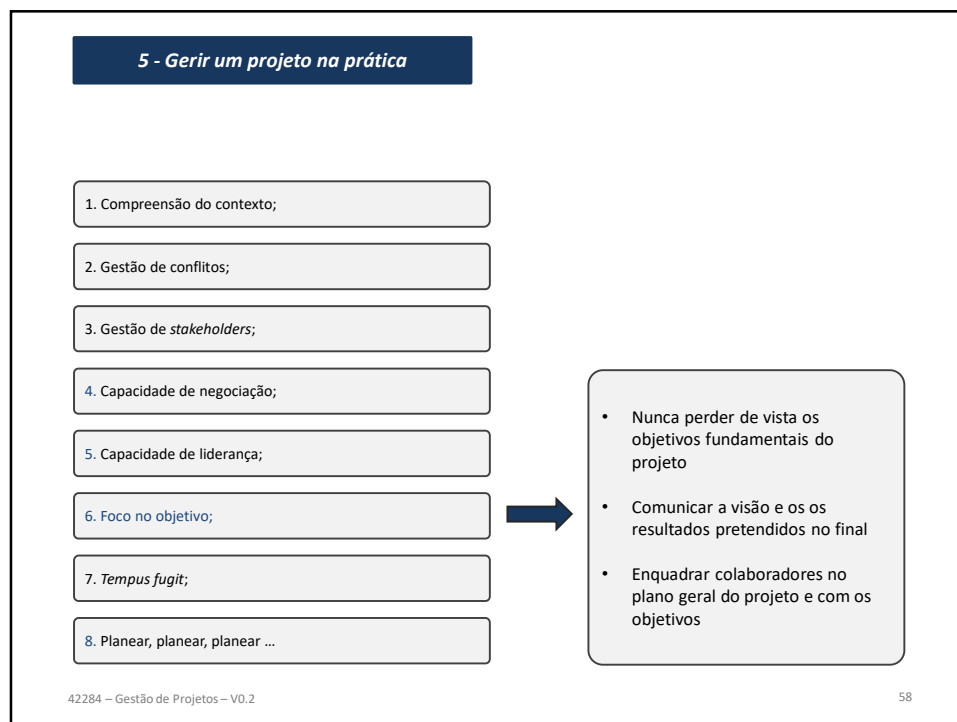 5 - Gerir um projeto na prática
1. Compreensão do contexto;
2. Gestão de conflitos;
3. Gestão de stakeholders;
4. Capacidade de negociação;
5. Capacidade de liderança;
6. Foco no objetivo;
7. Tempus fugit;
8. Planear, planear, planear ...
• Nunca perder de vista os
objetivos fundamentais do
projeto
• Comunicar a visão e os os
resultados pretendidos no final
• Enquadrar colaboradores no
plano geral do projeto e com os
objetivos
42284 – Gestão de Projetos – V0.2
58